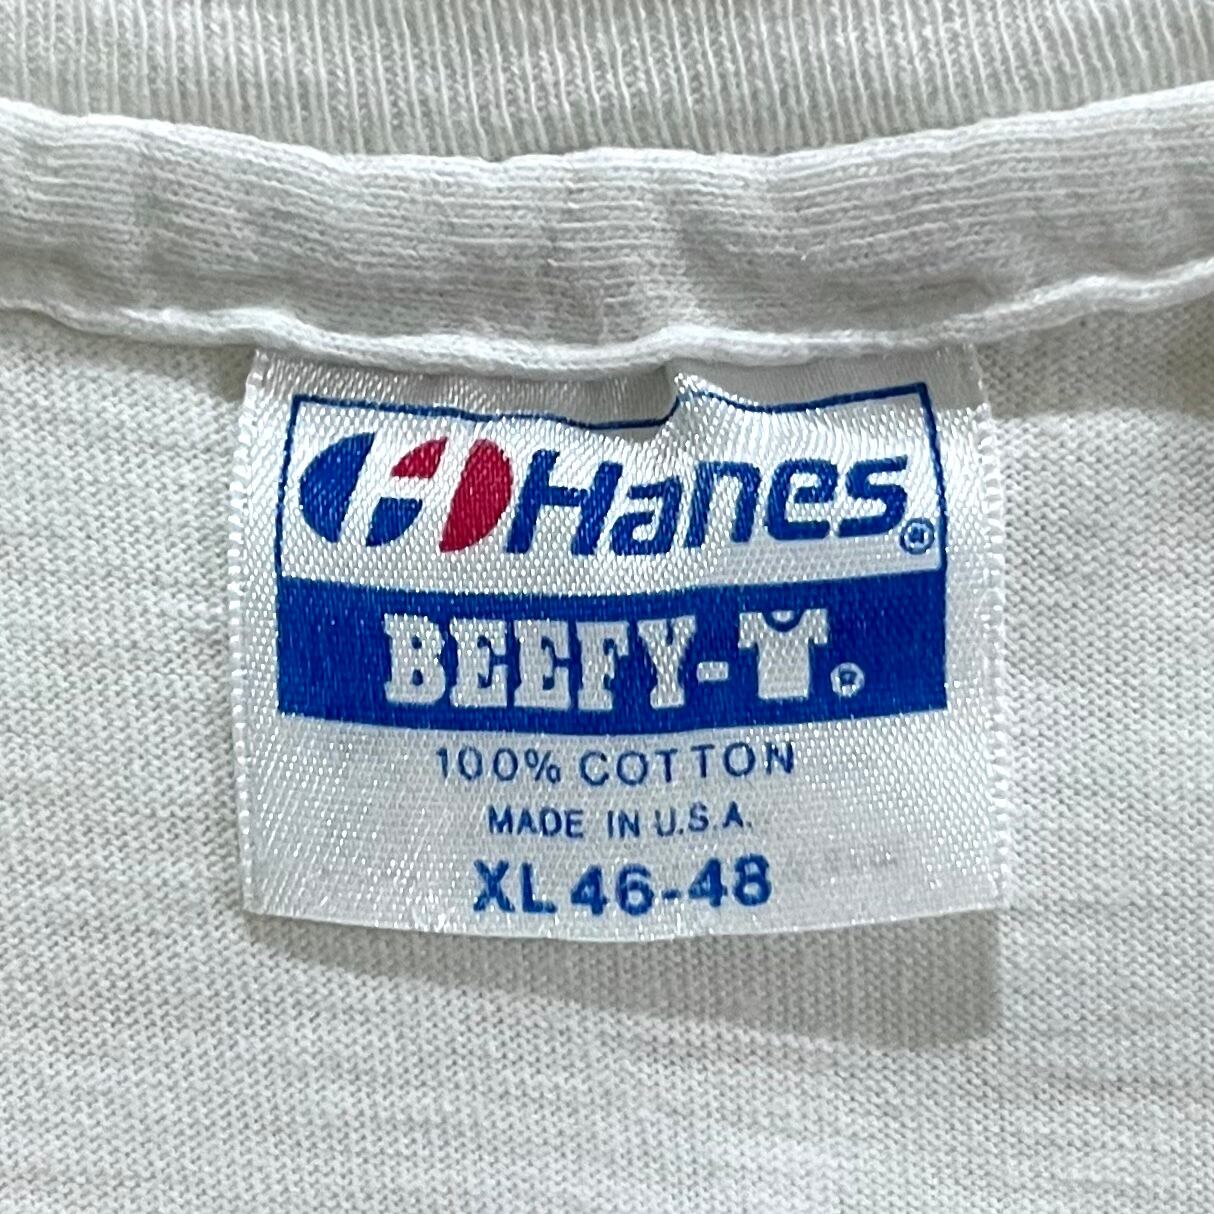 Hanes®
BEEFY-T®
100% COTTON
MADE IN U.S.A.
XL 46-48